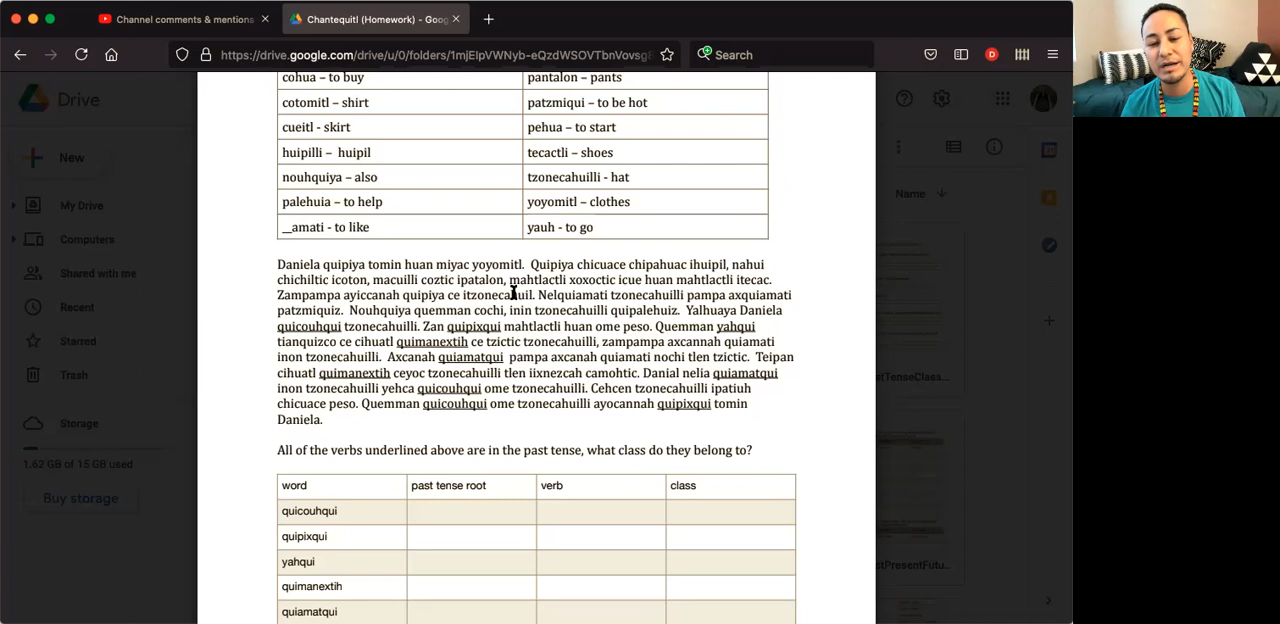 Channel comments & mentions
Chantequitl (Homework) - Goog
https://drive.google.com/drive/u/0/folders/1mjElpVWNyb-eQzdWSOVTbnVovsg
Search
Drive
New
My Drive
Computers
Shared with me
Recent
Starred
Trash
Storage
1.62 GB of 15 GB used
Buy storage
cohua – to buy
pantalon – pants
cotomitl – shirt
patzmiqui – to be hot
cueitl - skirt
pehua – to start
huipilli – huipil
tecactli – shoes
nouhquiya – also
tzonecahuilli - hat
palehuia – to help
yoyomitl – clothes
__amati - to like
yauh - to go
Daniela quipiya tomin huan miyac yoyomitl. Quipiya chicuace chipahuac ihuipil, nahui
chichiltic icoton, macuilli coztic ipatalon, mahtlactli xoxoctic icue huan mahtlactli itecac.
Zampampa ayiccanah quipiya ce itzonecahuil. Nelquiamati tzonecahuilli pampa axquiamati
patzmiquiz. Nouhquiya quemman cochi, inin tzonecahuilli quipalehuiz. Yalhuaya Daniela
quicouhqui tzonecahuilli. Zan quipixqui mahtlactli huan ome peso. Quemman yahqui
tianquizco ce cihuatl quimanextih ce tzictic tzonecahuilli, zampampa axcannah quiamati
inon tzonecahuilli. Axcanah quiamatqui pampa axcanah quiamati nochi tlen tzictic. Teipan
cihuatl quimanextih ceyoc tzonecahuilli tlen iixnezcah camohtic. Danial nelia quiamatqui
inon tzonecahuilli yehca quicouhqui ome tzonecahuilli. Cehcen tzonecahuilli ipatiuh
chicuace peso. Quemman quicouhqui ome tzonecahuilli ayocannah quipixqui tomin
Daniela.
All of the verbs underlined above are in the past tense, what class do they belong to?
word
past tense root
verb
class
quicouhqui
quipixqui
yahqui
quimanextih
quiamatqui
Name
astTenseClass
astPresentFutu